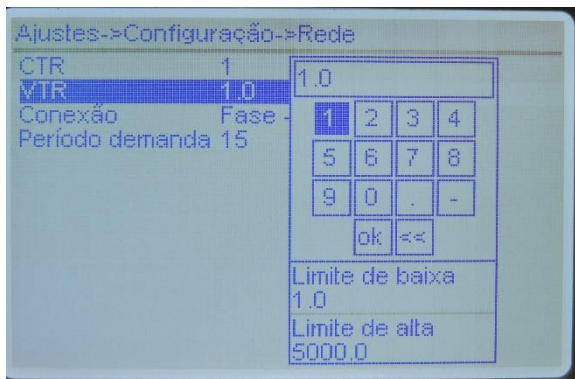 Ajustes->Configuração->Rede
CTR 1
VTR 1.0
Conexão Fase -
Período demanda 15
1.0
1 2 3 4
5 6 7 8
9 0 . -
ok <<
Limite de baixa
1.0
Limite de alta
5000.0